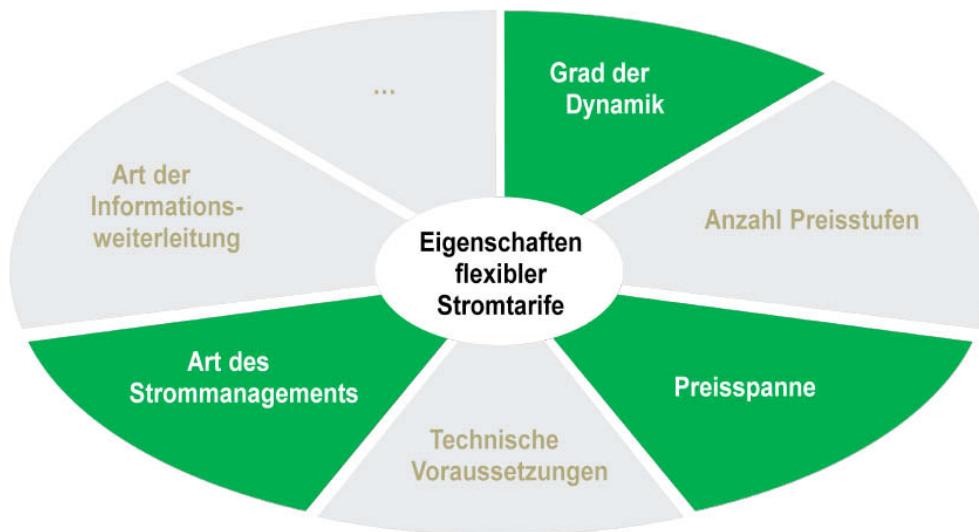 Grad der
Dynamik
Anzahl Preisstufen
Preisspanne
Technische
Voraussetzungen
Art des
Strommanagements
Art der
Informations-
weiterleitung
...
Eigenschaften
flexibler
Stromtarife